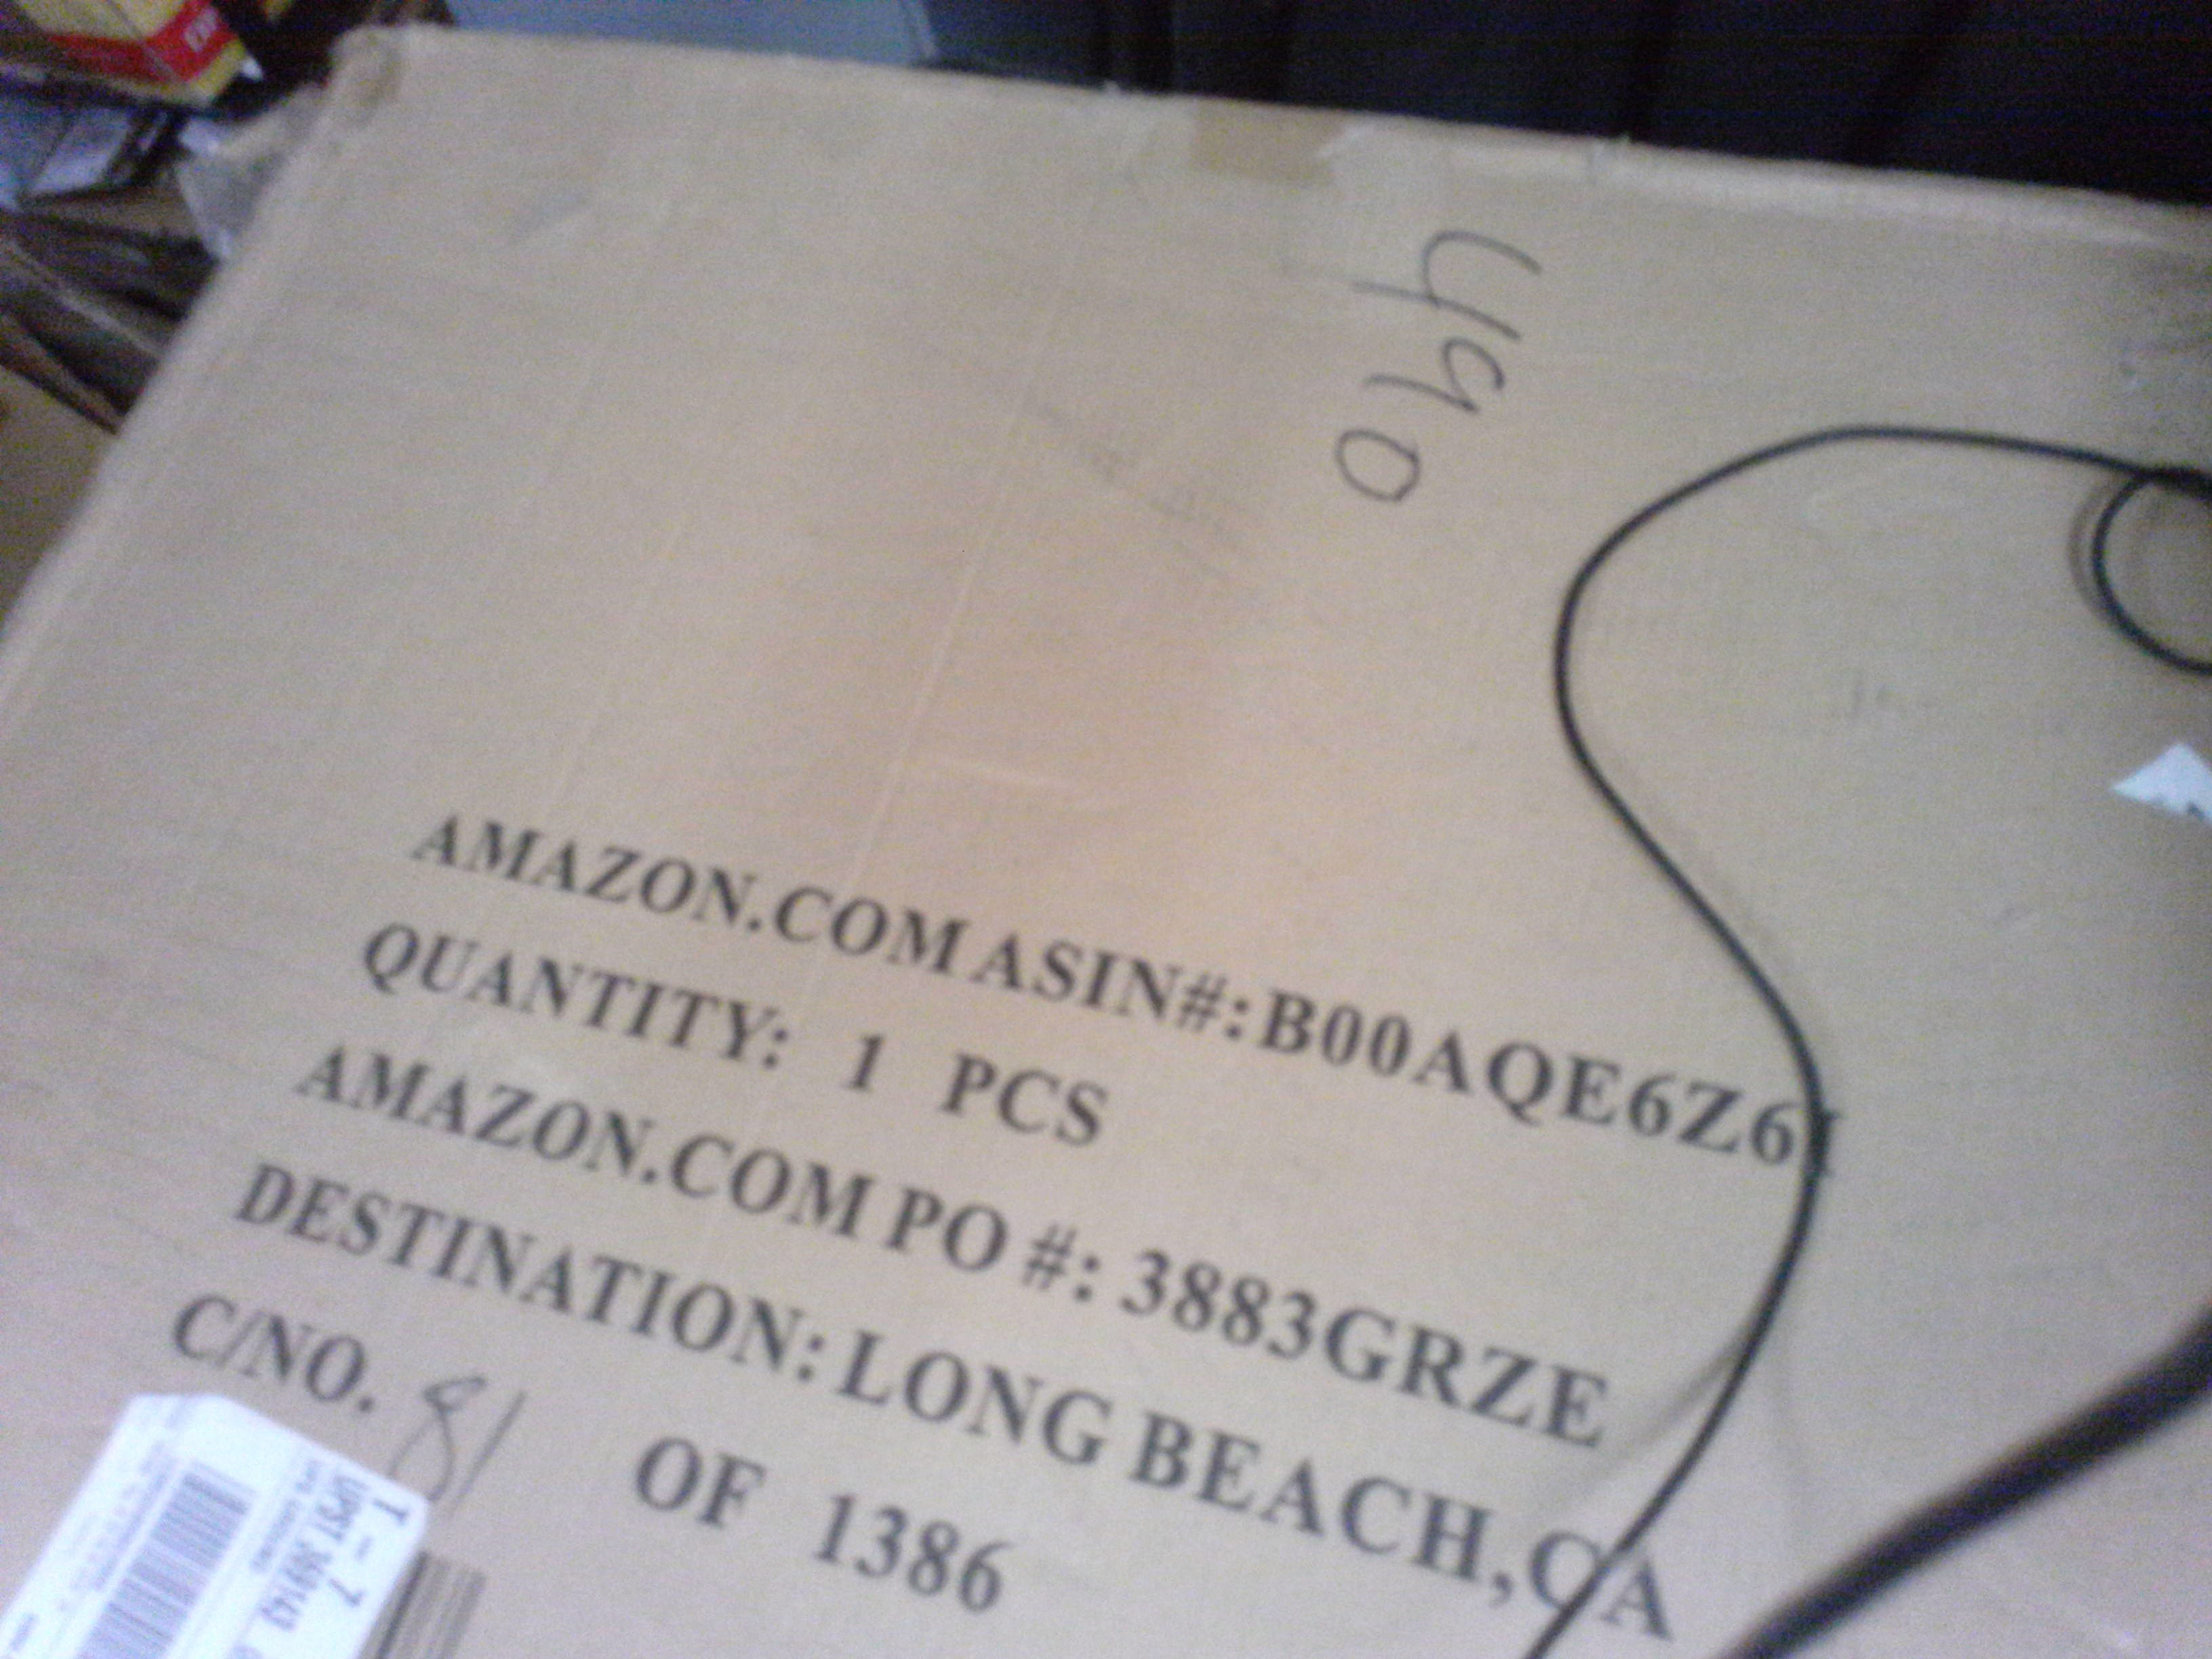 490
AMAZON.COM ASIN#: B00AQE6Z6I
QUANTITY: 1 PCS
AMAZON.COM PO #: 3883GRZE
DESTINATION: LONG BEACH,CA
C/NO. 81 OF 1386